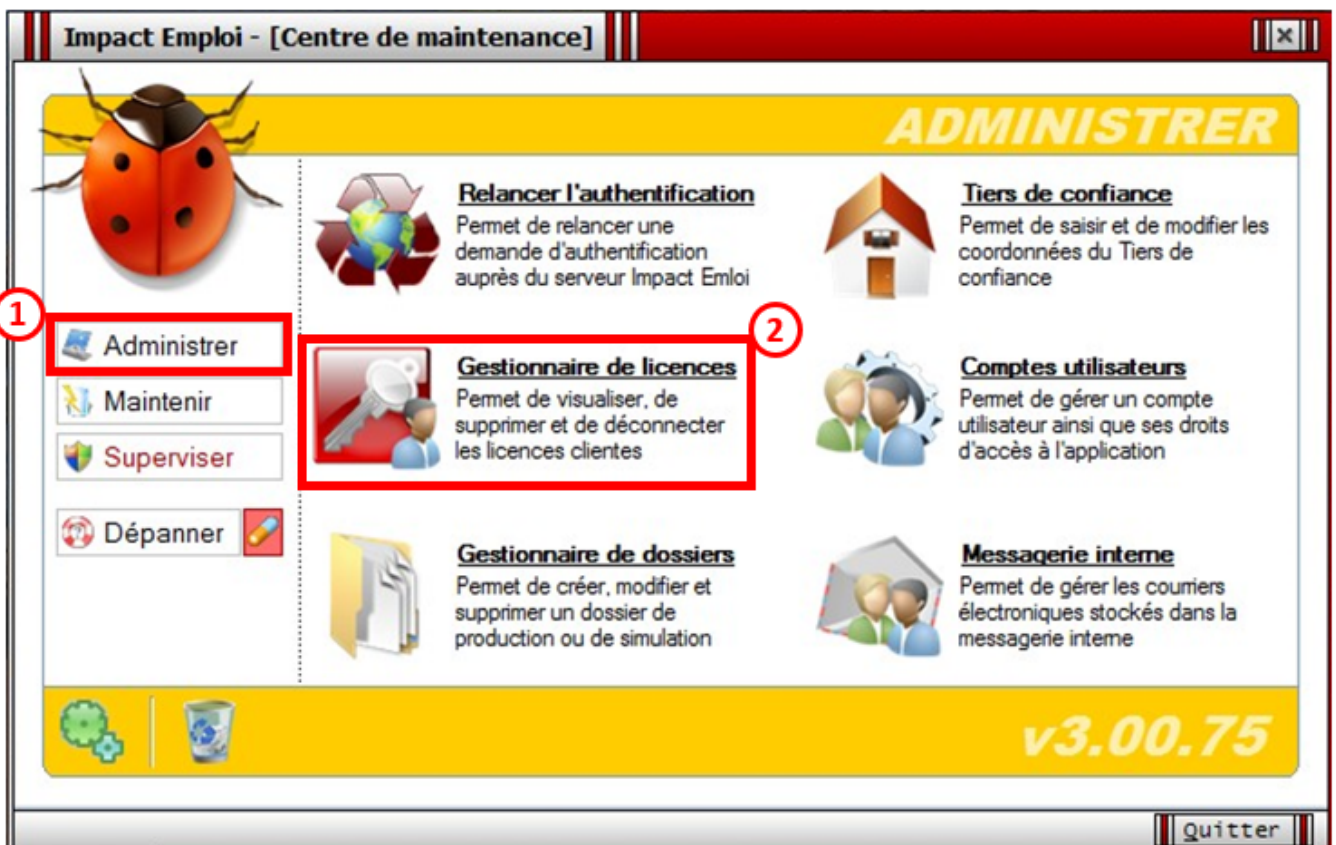 Impact Emploi - [Centre de maintenance]
ADMINISTRER
1
Administrer
Maintenir
Superviser
Dépanner
Relancer l'authentification
Permet de relancer une
demande d'authentification
auprès du serveur Impact Emloi
Tiers de confiance
Permet de saisir et de modifier les
coordonnées du Tiers de
confiance
2
Gestionnaire de licences
Permet de visualiser, de
supprimer et de déconnecter
les licences clientes
Comptes utilisateurs
Permet de gérer un compte
utilisateur ainsi que ses droits
d'accès à l'application
Gestionnaire de dossiers
Permet de créer, modifier et
supprimer un dossier de
production ou de simulation
Messagerie interne
Permet de gérer les courriers
électroniques stockés dans la
messagerie interne
v3.00.75
Quitter